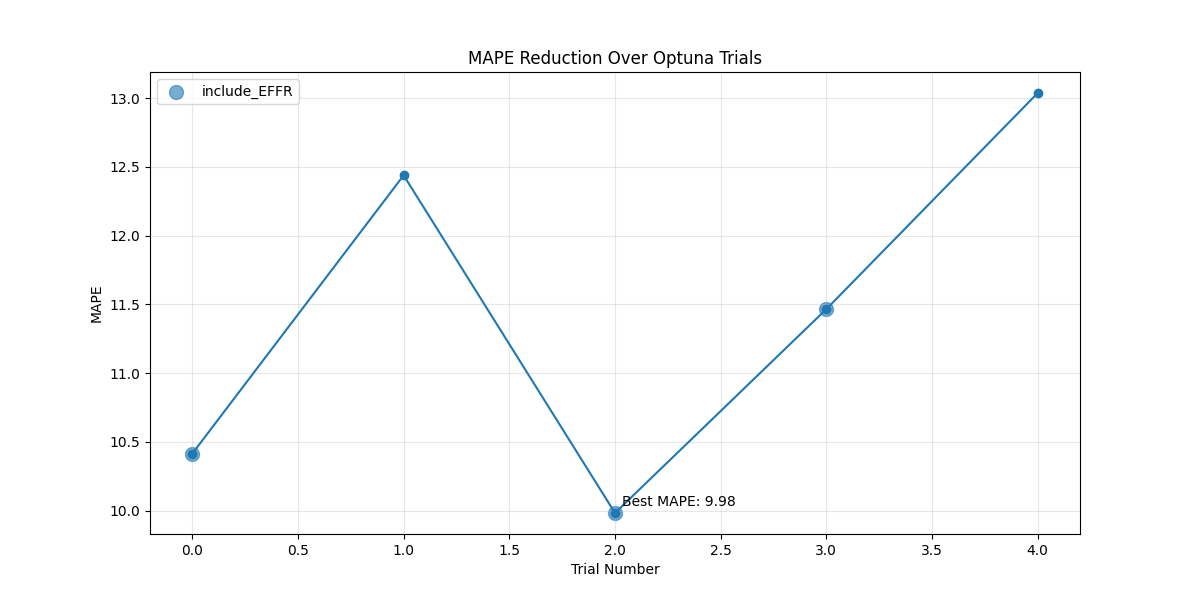 MAPE Reduction Over Optuna Trials
include_EFFR
13.0
12.5
12.0
11.5
11.0
10.5
10.0
MAPE
Best MAPE: 9.98
0.0 0.5 1.0 1.5 2.0 2.5 3.0 3.5 4.0
Trial Number